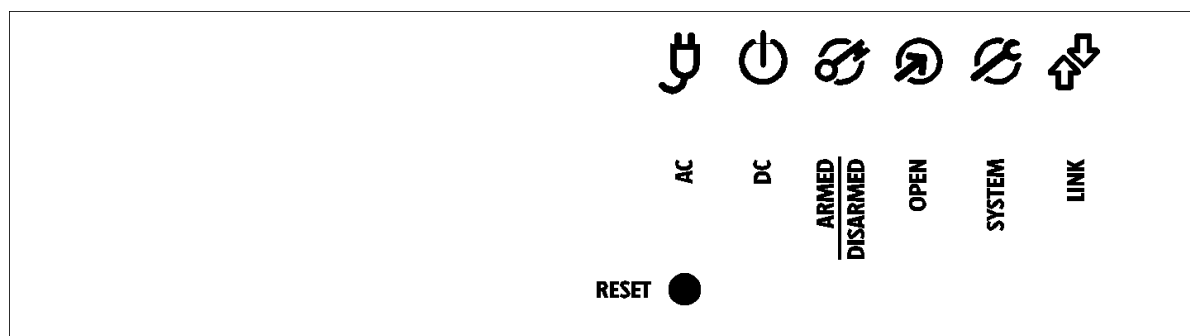 AC
DC
ARMED
DISARMED
OPEN
SYSTEM
LINK
RESET